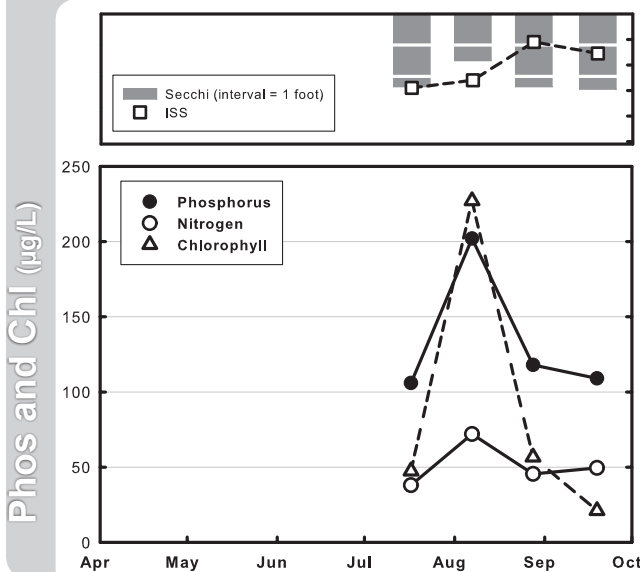 Secchi (interval = 1 foot)
ISS
Phos and Chl (µg/L)
250
200
150
100
50
0
Phosphorus
Nitrogen
Chlorophyll
Apr May Jun Jul Aug Sep Oct